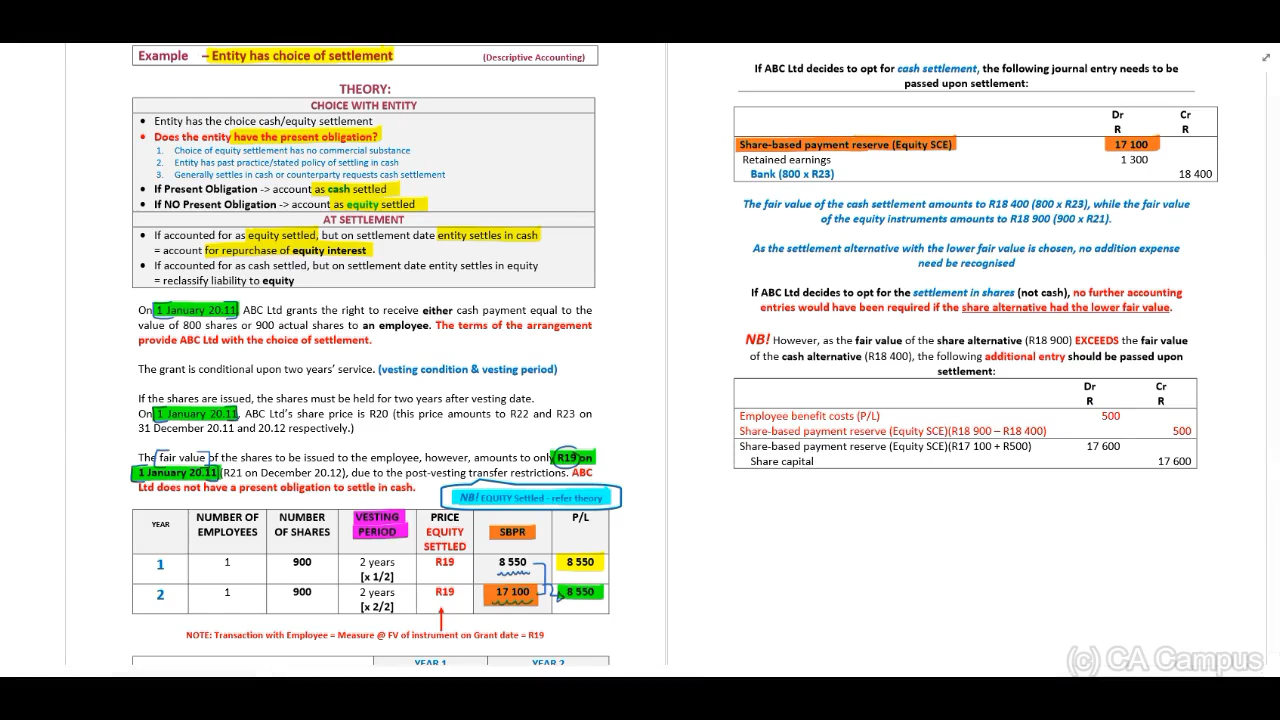 Example – Entity has choice of settlement (Descriptive Accounting)
THEORY:
CHOICE WITH ENTITY
• Entity has the choice cash/equity settlement
• Does the entity have the present obligation?
1. Choice of equity settlement has no commercial substance
2. Entity has past practice/stated policy of settling in cash
3. Generally settles in cash or counterparty requests cash settlement
• If Present Obligation -> account as cash settled
• If NO Present Obligation -> account as equity settled
AT SETTLEMENT
• If accounted for as equity settled, but on settlement date entity settles in cash
= account for repurchase of equity interest
• If accounted for as cash settled, but on settlement date entity settles in equity
= reclassify liability to equity
On 1 January 20.11, ABC Ltd grants the right to receive either cash payment equal to the
value of 800 shares or 900 actual shares to an employee. The terms of the arrangement
provide ABC Ltd with the choice of settlement.
The grant is conditional upon two years' service. (vesting condition & vesting period)
If the shares are issued, the shares must be held for two years after vesting date.
On 1 January 20.11, ABC Ltd's share price is R20 (this price amounts to R22 and R23 on
31 December 20.11 and 20.12 respectively.)
The fair value of the shares to be issued to the employee, however, amounts to only R19 on
1 January 20.11 (R21 on December 20.12), due to the post-vesting transfer restrictions. ABC
Ltd does not have a present obligation to settle in cash.
NB! EQUITY Settled - refer theory
YEAR NUMBER OF EMPLOYEES NUMBER OF SHARES VESTING PERIOD PRICE EQUITY SETTLED SBPR P/L
1 1 900 2 years [x 1/2] R19 8 550 8 550
2 1 900 2 years [x 2/2] R19 17 100 8 550
NOTE: Transaction with Employee = Measure @ FV of instrument on Grant date = R19
YEAR 1 YEAR 2
If ABC Ltd decides to opt for cash settlement, the following journal entry needs to be
passed upon settlement:
Dr Cr
R R
Share-based payment reserve (Equity SCE) 17 100
Retained earnings 1 300
Bank (800 x R23) 18 400
The fair value of the cash settlement amounts to R18 400 (800 x R23), while the fair value
of the equity instruments amounts to R18 900 (900 x R21).
As the settlement alternative with the lower fair value is chosen, no addition expense
need be recognised
If ABC Ltd decides to opt for the settlement in shares (not cash), no further accounting
entries would have been required if the share alternative had the lower fair value.
NB! However, as the fair value of the share alternative (R18 900) EXCEEDS the fair value
of the cash alternative (R18 400), the following additional entry should be passed upon
settlement:
Dr Cr
R R
Employee benefit costs (P/L) 500
Share-based payment reserve (Equity SCE)(R18 900 – R18 400) 500
Share-based payment reserve (Equity SCE)(R17 100 + R500) 17 600
Share capital 17 600
(c) CA Campus